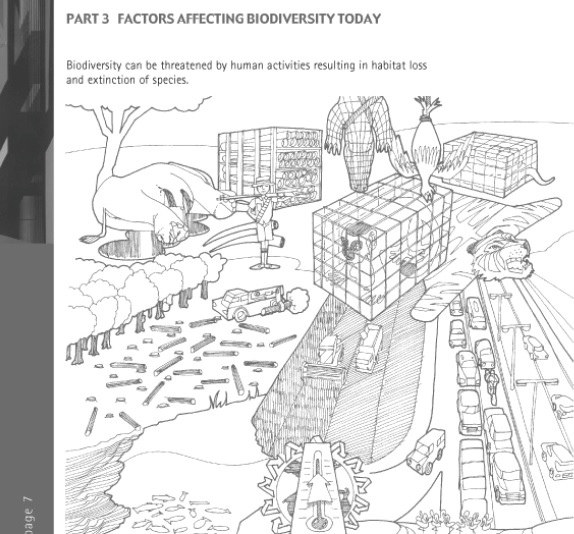 PART 3 FACTORS AFFECTING BIODIVERSITY TODAY
Biodiversity can be threatened by human activities resulting in habitat loss
and extinction of species.
page 7